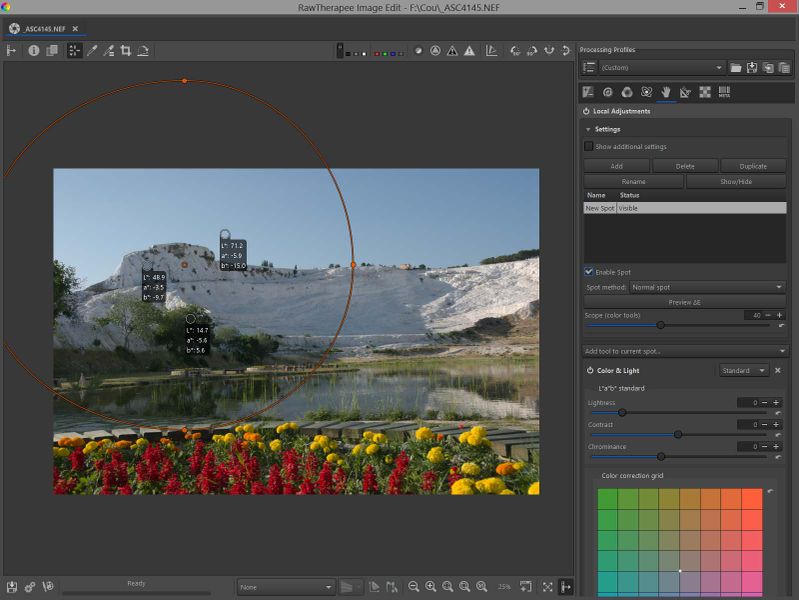 RawTherapee Image Edit - F:\Cou\_ASC4145.NEF
_ASC4145.NEF
Processing Profiles
(Custom)
META
Local Adjustments
Settings
Show additional settings
Add
Delete
Duplicate
Rename
Show/Hide
Name
Status
New Spot
Visible
Enable Spot
Spot method:
Normal spot
Preview ΔE
Scope (color tools)
40
Add tool to current spot...
Color & Light
Standard
L*a*b* standard
Lightness
0
Contrast
0
Chrominance
0
Color correction grid
L*: 71.2
a*: -5.9
b*: -15.0
L*: 48.9
a*: -3.5
b*: -9.7
L*: 14.7
a*: -5.6
b*: 5.6
Ready
None
25%